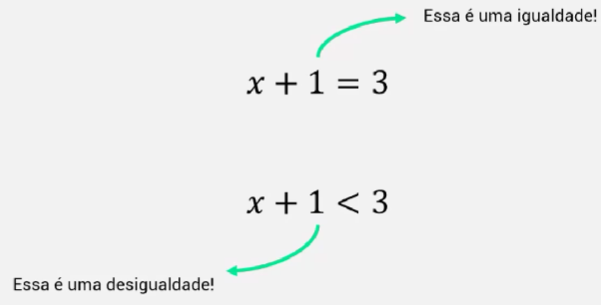 Essa é uma igualdade!
x + 1 = 3
x + 1 < 3
Essa é uma desigualdade!